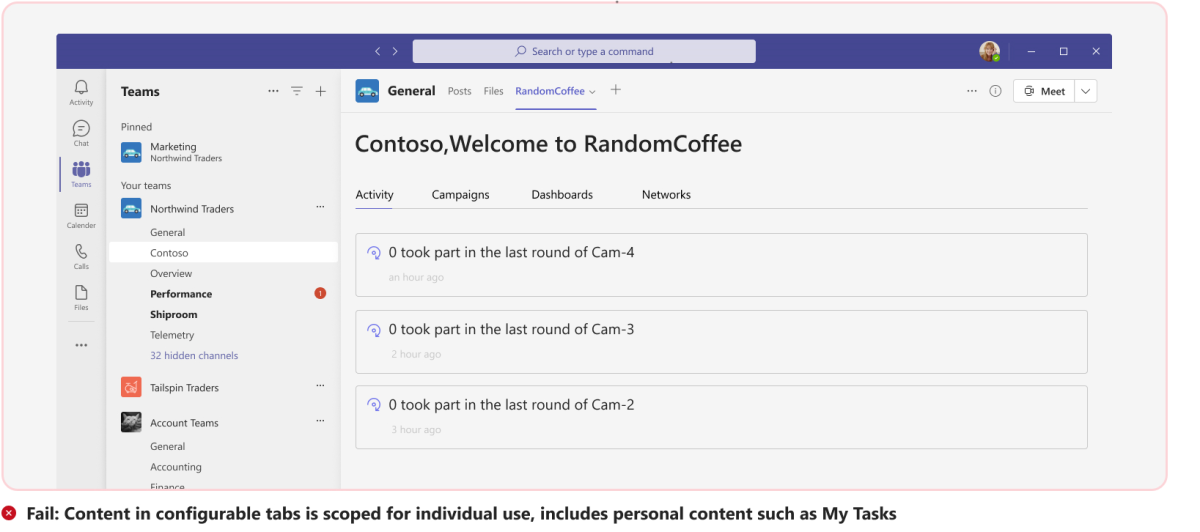 Search or type a command
Activity
Chat
Teams
Calender
Calls
Files
Teams
Pinned
Marketing
Northwind Traders
Your teams
Northwind Traders
General
Contoso
Overview
Performance
1
Shiproom
Telemetry
32 hidden channels
Tailspin Traders
Account Teams
General
Accounting
Finance
General Posts Files RandomCoffee
Meet
Contoso,Welcome to RandomCoffee
Activity Campaigns Dashboards Networks
0 took part in the last round of Cam-4
an hour ago
0 took part in the last round of Cam-3
2 hour ago
0 took part in the last round of Cam-2
3 hour ago
Fail: Content in configurable tabs is scoped for individual use, includes personal content such as My Tasks